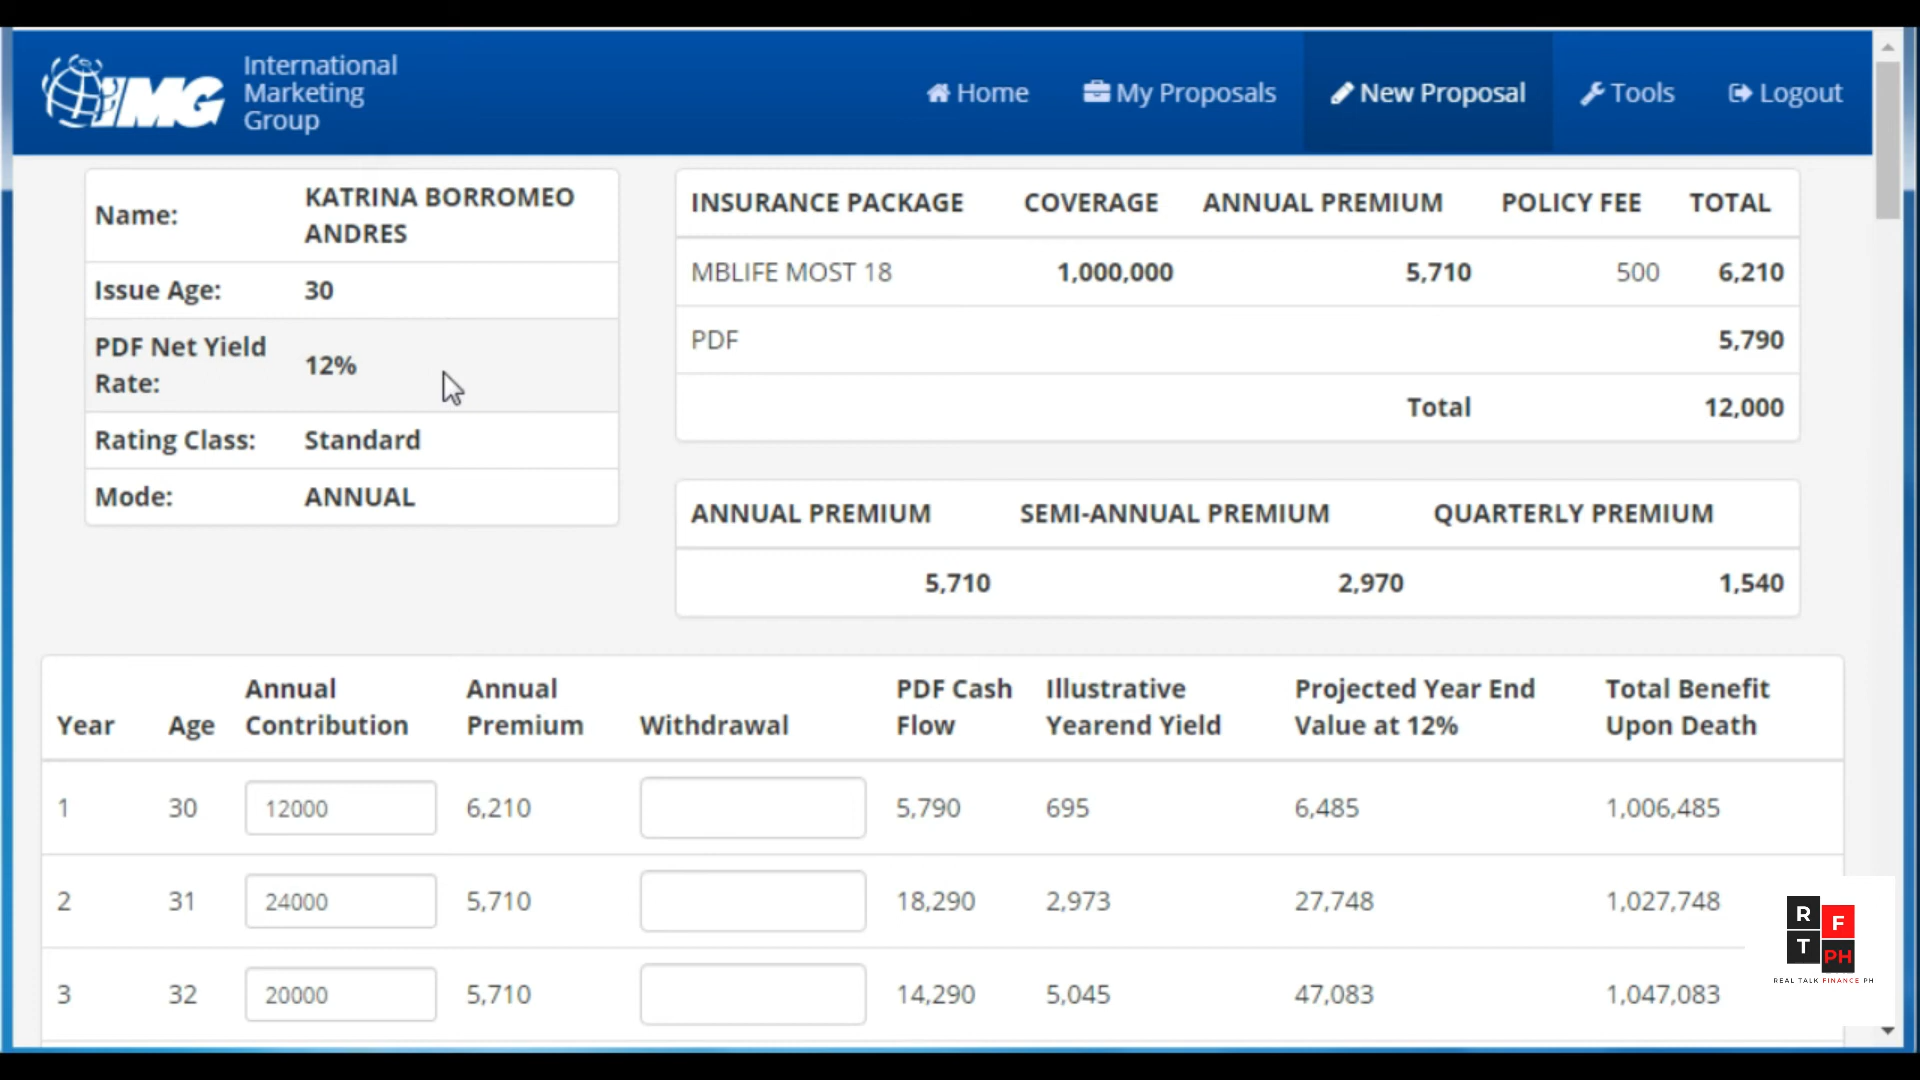 IMG
International
Marketing
Group
Home
My Proposals
New Proposal
Tools
Logout
Name: KATRINA BORROMEO
ANDRES
Issue Age: 30
PDF Net Yield
Rate: 12%
Rating Class: Standard
Mode: ANNUAL
INSURANCE PACKAGE COVERAGE ANNUAL PREMIUM POLICY FEE TOTAL
MBLIFE MOST 18 1,000,000 5,710 500 6,210
PDF 5,790
Total 12,000
ANNUAL PREMIUM SEMI-ANNUAL PREMIUM QUARTERLY PREMIUM
5,710 2,970 1,540
Year Age Annual Contribution Annual Premium Withdrawal PDF Cash Flow Illustrative Yearend Yield Projected Year End Value at 12% Total Benefit Upon Death
1 30 12000 6,210 5,790 695 6,485 1,006,485
2 31 24000 5,710 18,290 2,973 27,748 1,027,748
3 32 20000 5,710 14,290 5,045 47,083 1,047,083
R F
T PH
REAL TALK FINANCE PH